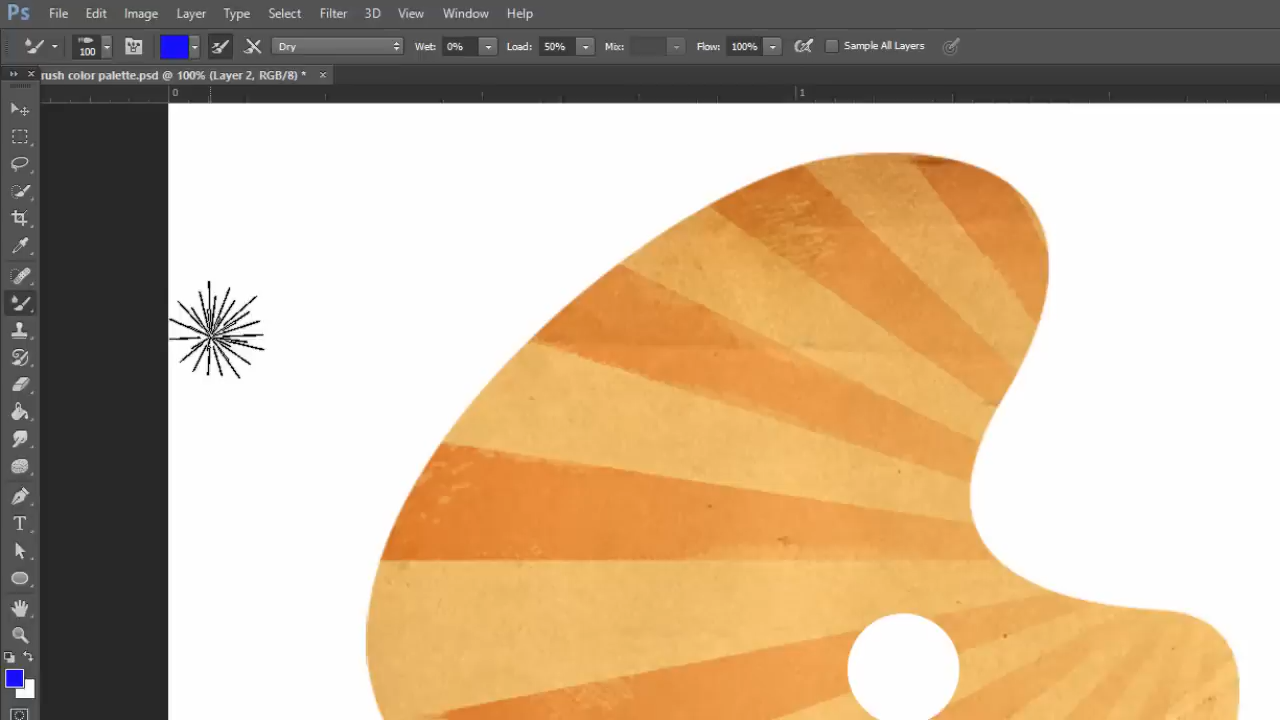 Ps File Edit Image Layer Type Select Filter 3D View Window Help
100 Dry Wet: 0% Load: 50% Mix: Flow: 100% Sample All Layers
rush color palette.psd @ 100% (Layer 2, RGB/8) * ×
0 1
T